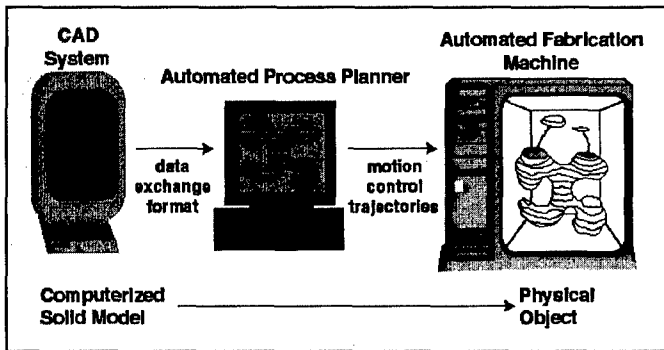 CAD
System
Automated Process Planner
Automated Fabrication
Machine
data
exchange
format
motion
control
trajectories
Computerized
Solid Model
Physical
Object